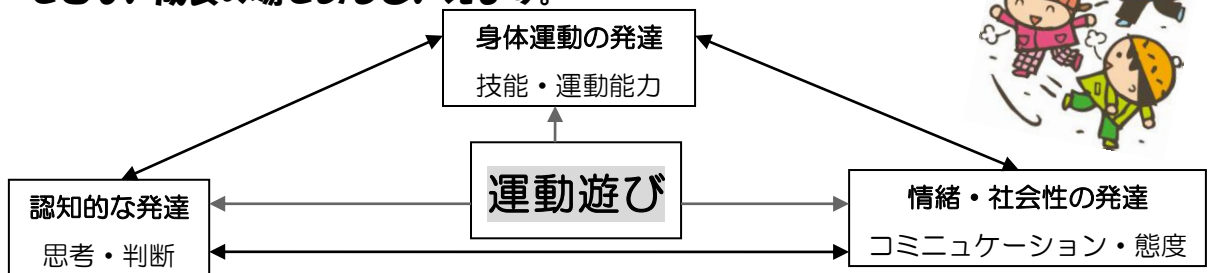 身体運動の発達
技能・運動能力
運動遊び
認知的な発達
思考・判断
情緒・社会性の発達
コミニュケーション・態度